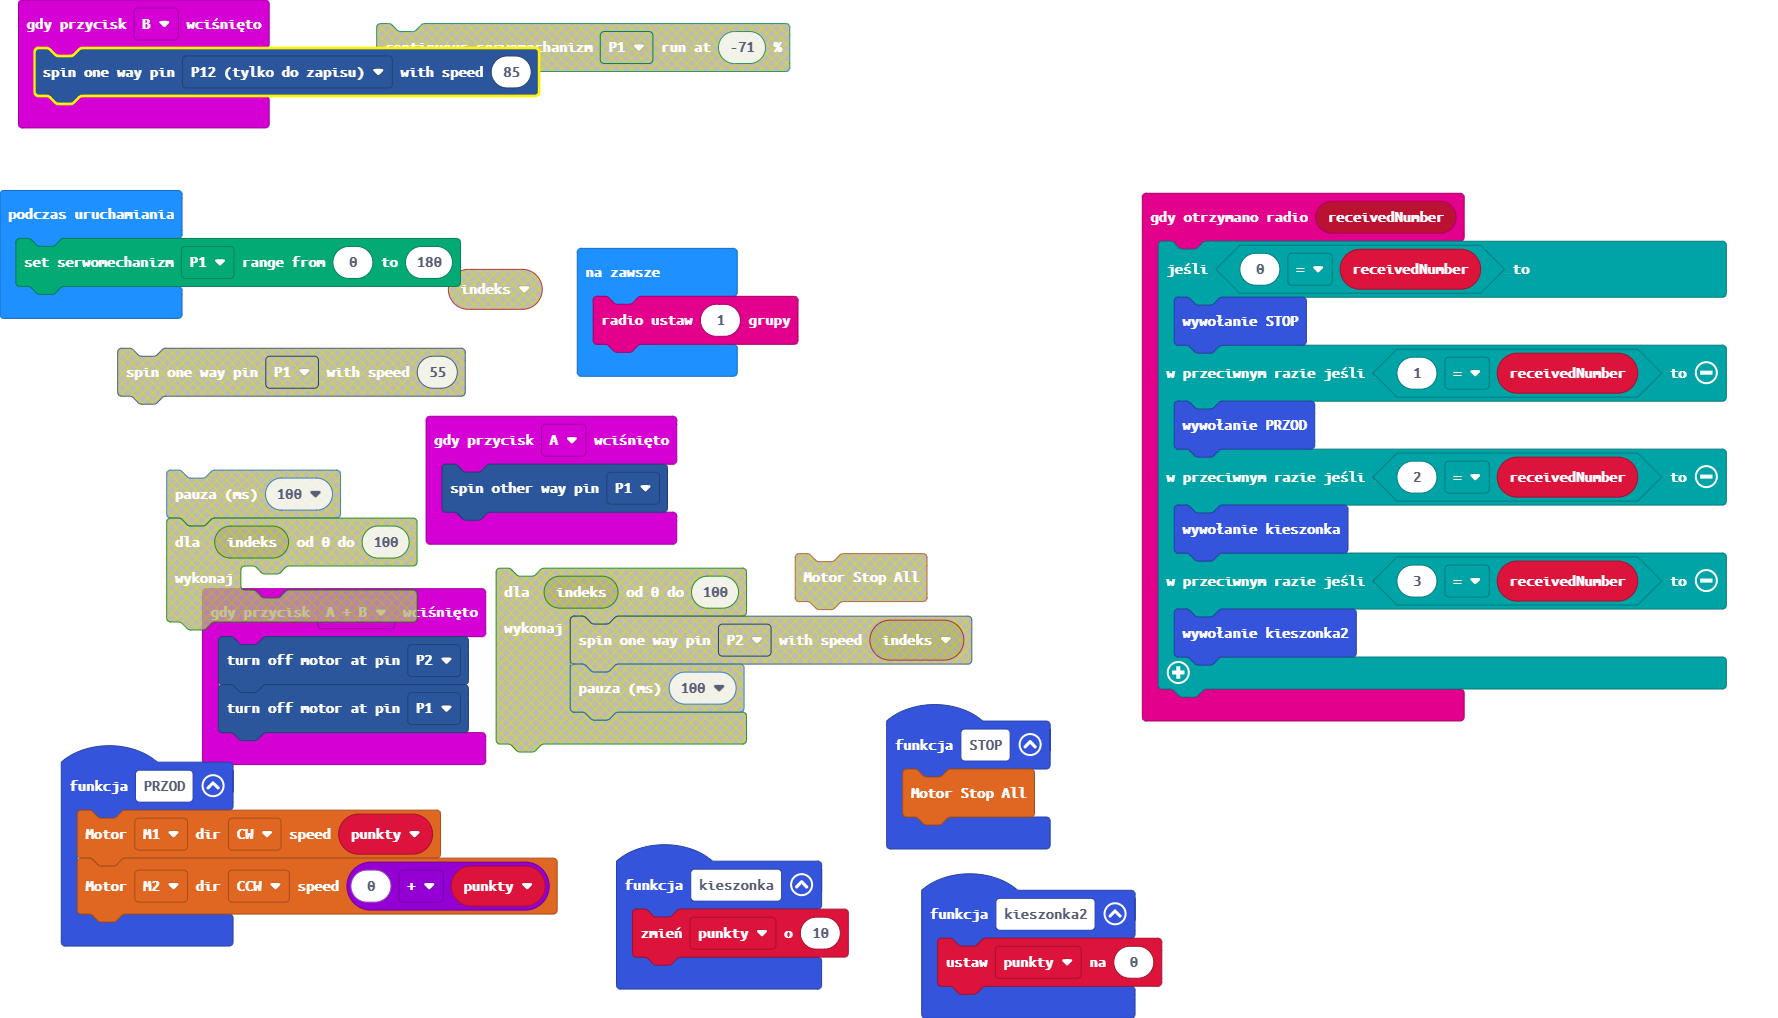 gdy przycisk B wciśnięto
servomechanizm P1 run at -71 %
spin one way pin P12 (tylko do zapisu) with speed 85
podczas uruchamiania
set serwomechanizm P1 range from 0 to 180
indeks
na zawsze
radio ustaw 1 grupy
spin one way pin P1 with speed 55
gdy przycisk A wciśnięto
spin other way pin P1
pauza (ms) 100
dla indeks od 0 do 100
wykonaj
gdy przycisk A + B wciśnięto
turn off motor at pin P2
turn off motor at pin P1
dla indeks od 0 do 100
wykonaj
spin one way pin P2 with speed indeks
pauza (ms) 100
Motor Stop All
gdy otrzymano radio receivedNumber
jeśli 0 = receivedNumber to
wywołanie STOP
w przeciwnym razie jeśli 1 = receivedNumber to
wywołanie PRZOD
w przeciwnym razie jeśli 2 = receivedNumber to
wywołanie kieszonka
w przeciwnym razie jeśli 3 = receivedNumber to
wywołanie kieszonka2
funkcja STOP
Motor Stop All
funkcja PRZOD
Motor M1 dir CW speed punkty
Motor M2 dir CCW speed 0 + punkty
funkcja kieszonka
zmień punkty o 10
funkcja kieszonka2
ustaw punkty na 0